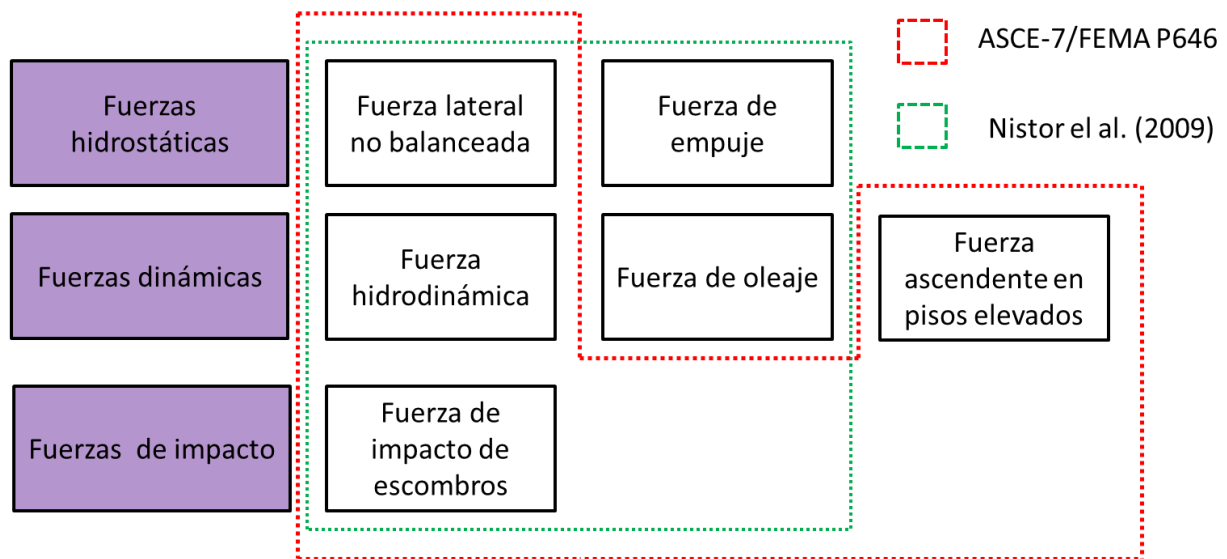 ASCE-7/FEMA P646
Nistor el al. (2009)
Fuerzas
hidrostáticas
Fuerza lateral
no balanceada
Fuerza de
empuje
Fuerzas dinámicas
Fuerza
hidrodinámica
Fuerza de oleaje
Fuerza
ascendente en
pisos elevados
Fuerzas de impacto
Fuerza de
impacto de
escombros